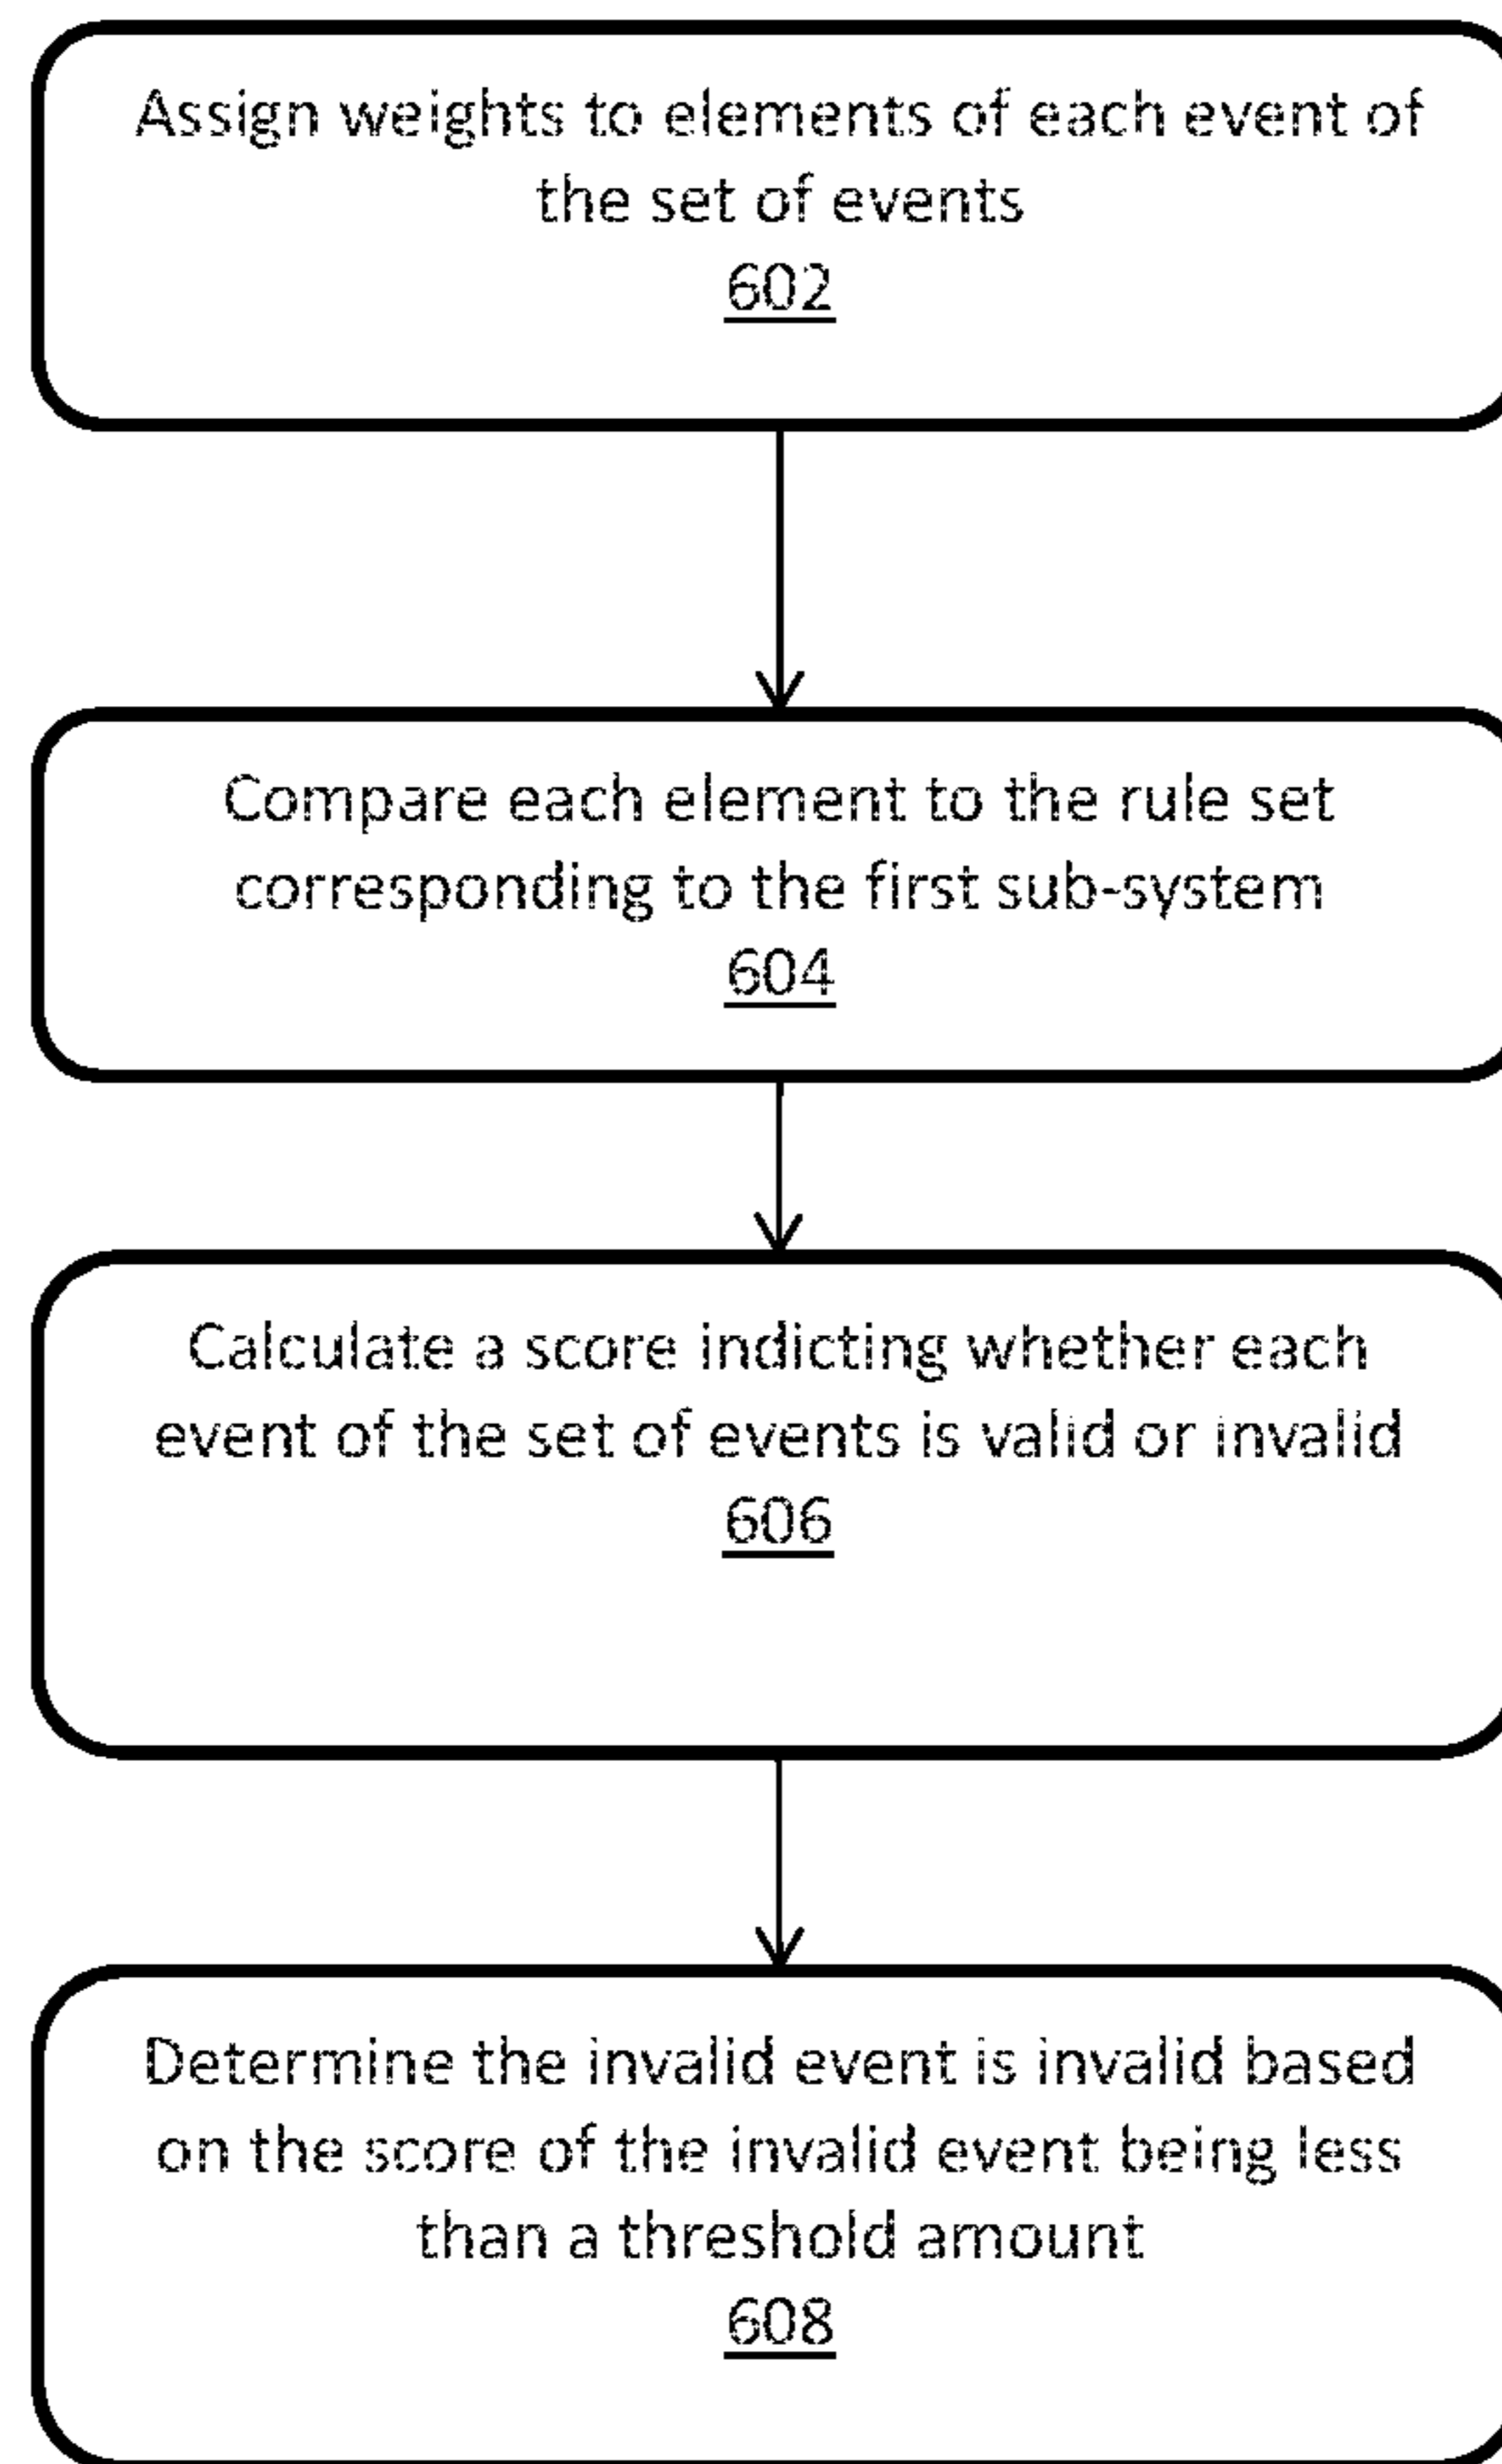 Assign weights to elements of each event of
the set of events
602
Compare each element to the rule set
corresponding to the first sub-system
604
Calculate a score indicting whether each
event of the set of events is valid or invalid
606
Determine the invalid event is invalid based
on the score of the invalid event being less
than a threshold amount
608